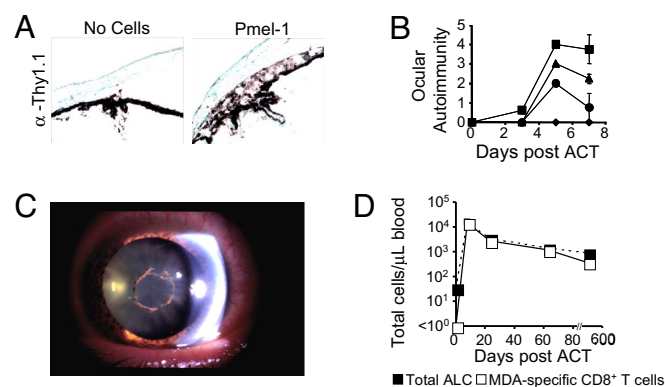 A
No Cells
Pmel-1
α -Thy1.1
B
Ocular
Autoimmunity
5
4
3
2
1
0
0 2 4 6 8
Days post ACT
C
D
Total cells/μL blood
10⁵
10⁴
10³
10²
10¹
<10⁰
0 20 40 60 80 600
Days post ACT
■Total ALC □MDA-specific CD8⁺ T cells